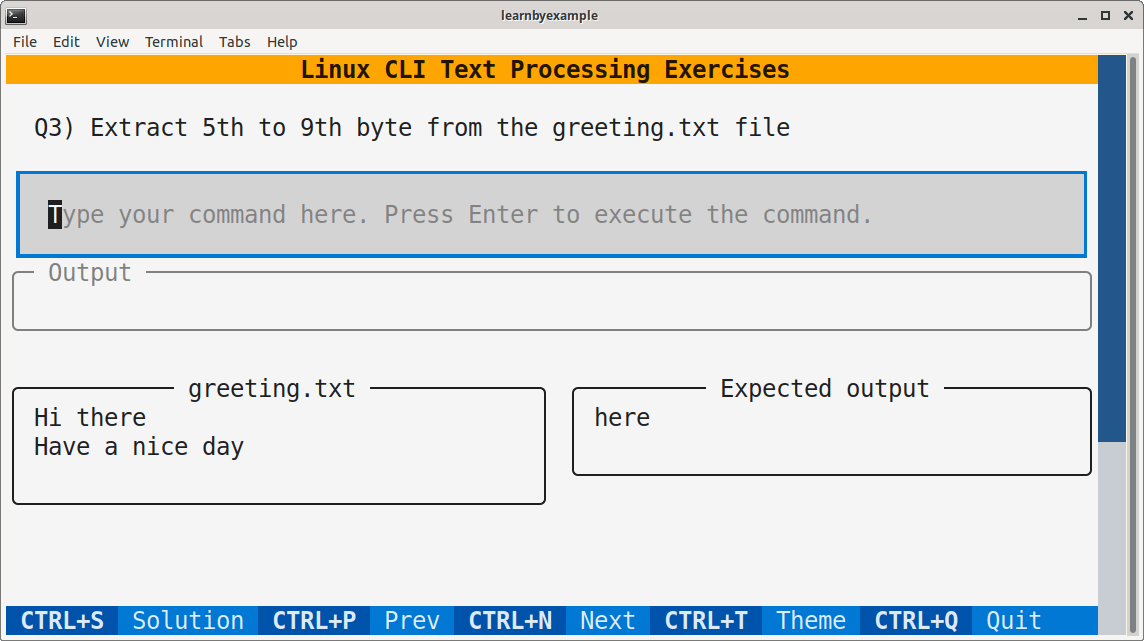 learnbyexample
File Edit View Terminal Tabs Help
Linux CLI Text Processing Exercises
Q3) Extract 5th to 9th byte from the greeting.txt file
Type your command here. Press Enter to execute the command.
Output
greeting.txt
Hi there
Have a nice day
Expected output
here
CTRL+S Solution CTRL+P Prev CTRL+N Next CTRL+T Theme CTRL+Q Quit